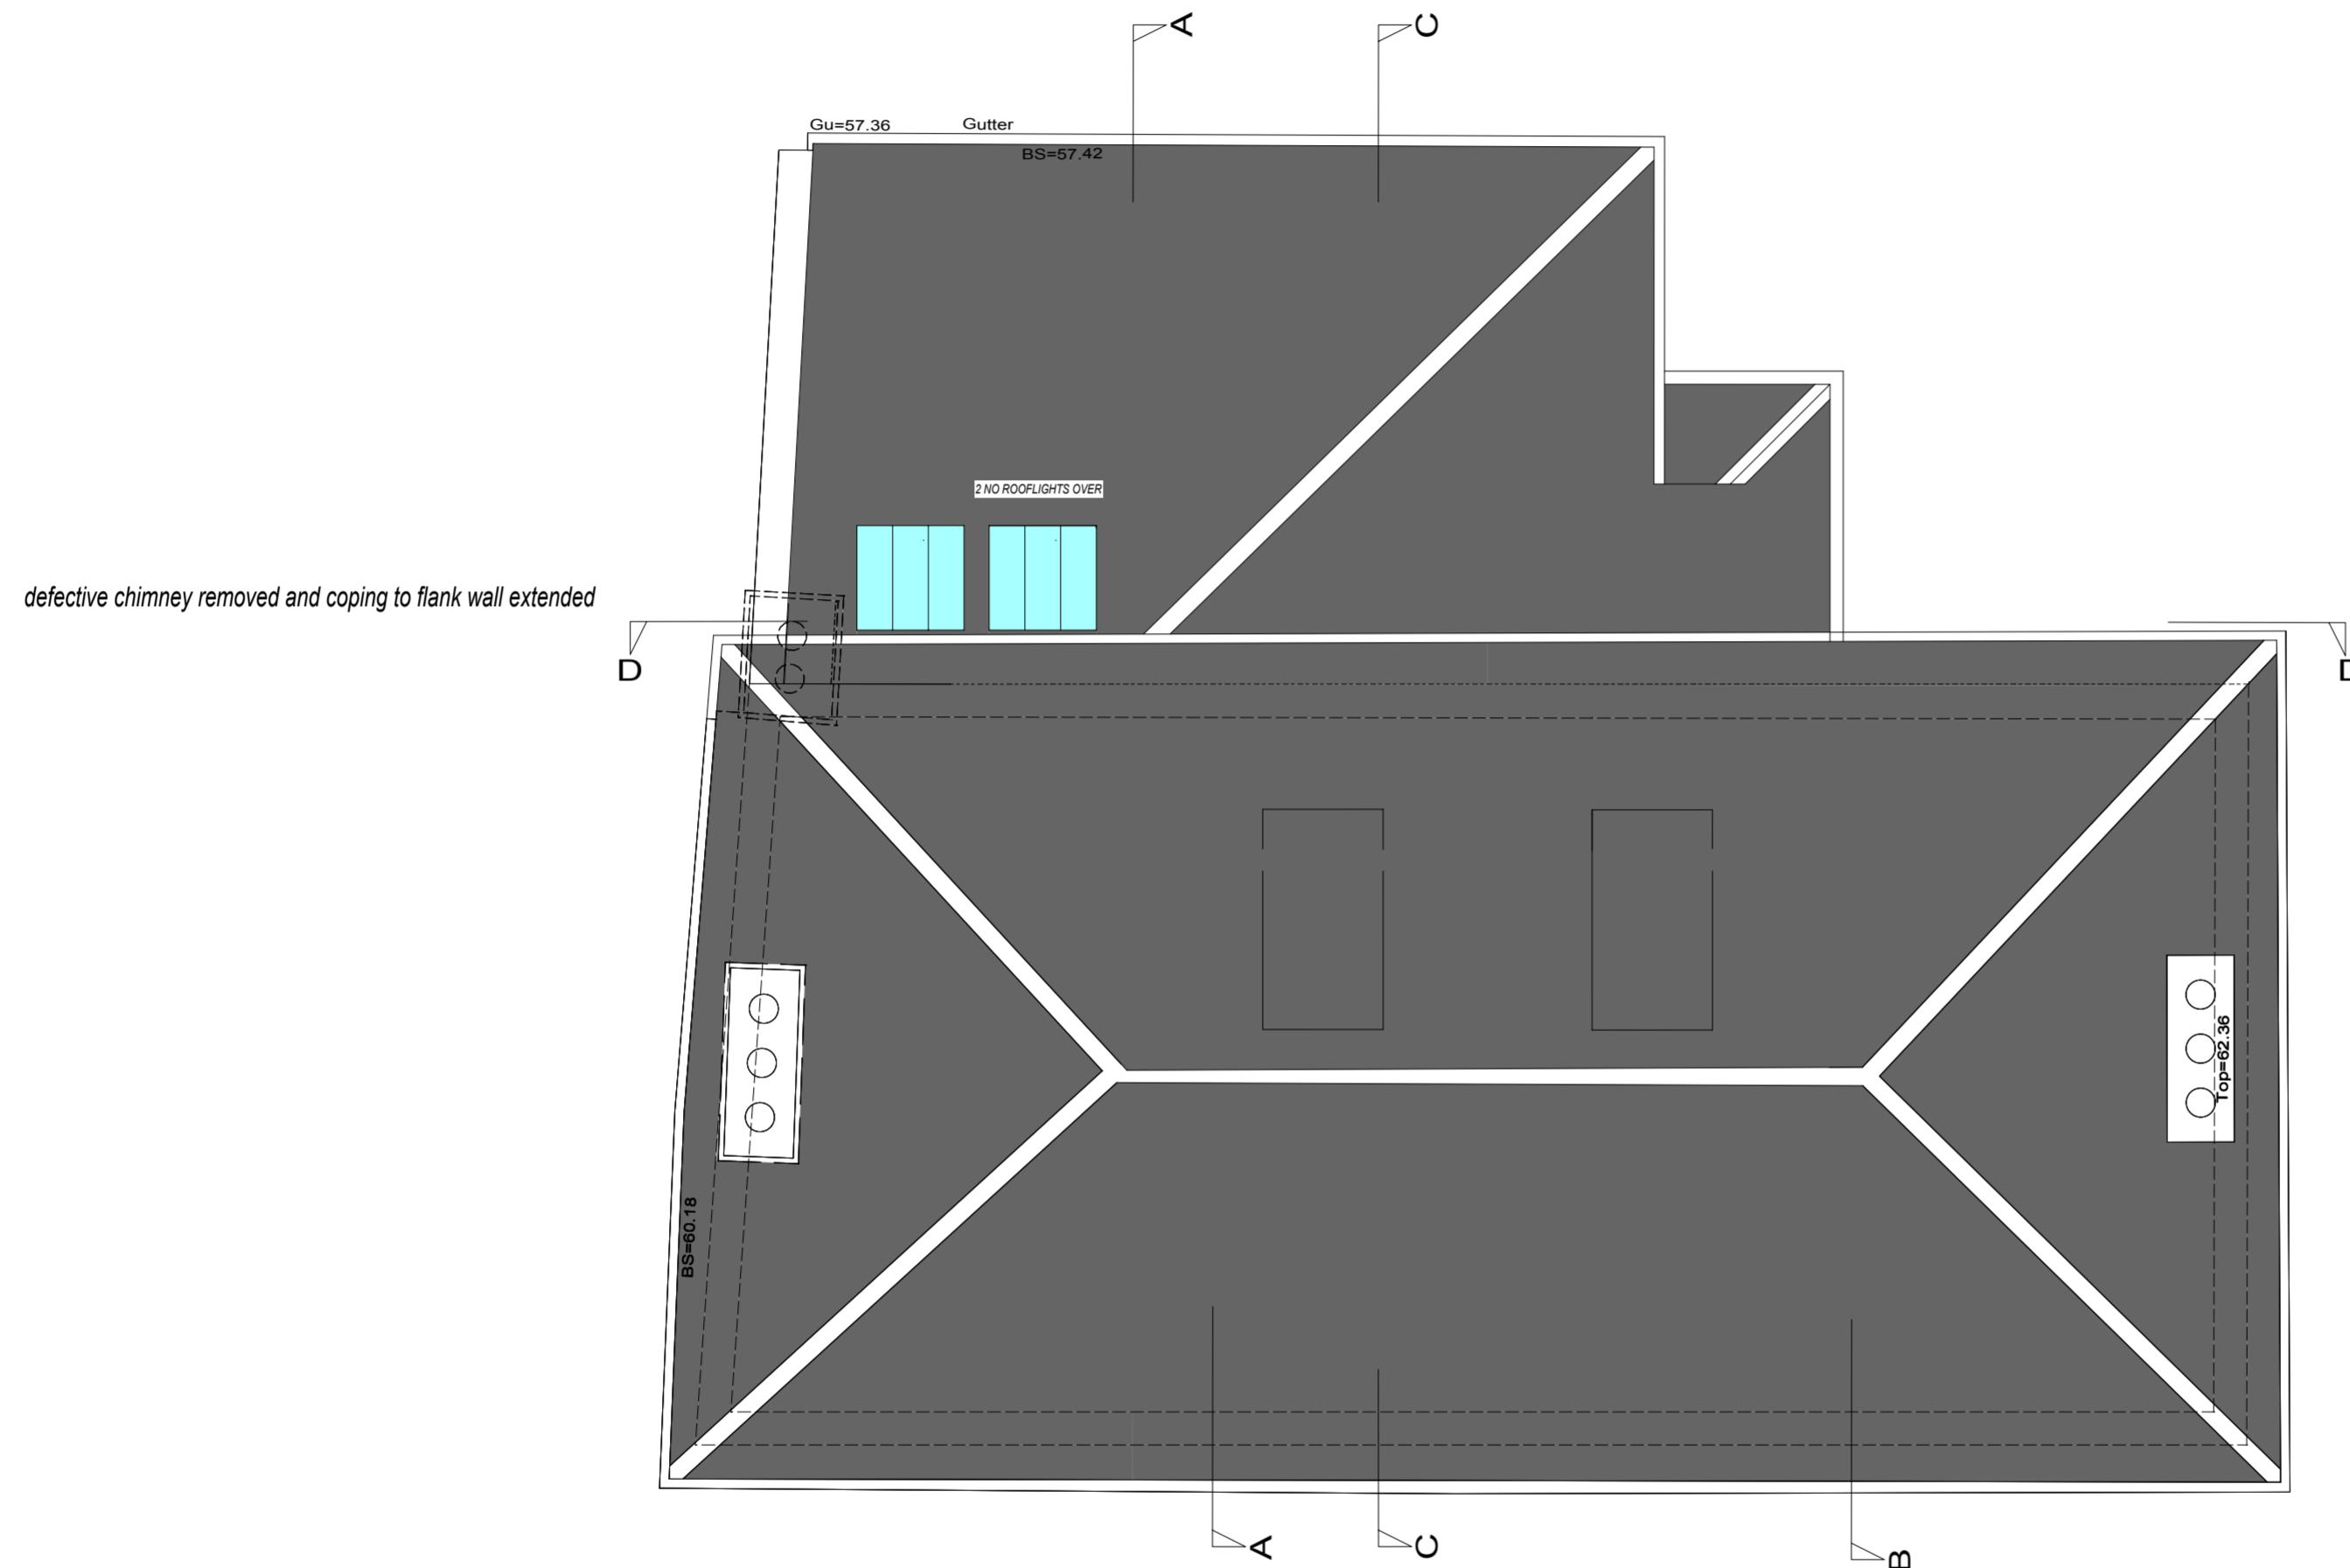 A
C
Gu=57.36
Gutter
BS=57.42
2 NO ROOFLIGHTS OVER
defective chimney removed and coping to flank wall extended
D
D
Top=62.36
BS=60.18
A
C
B